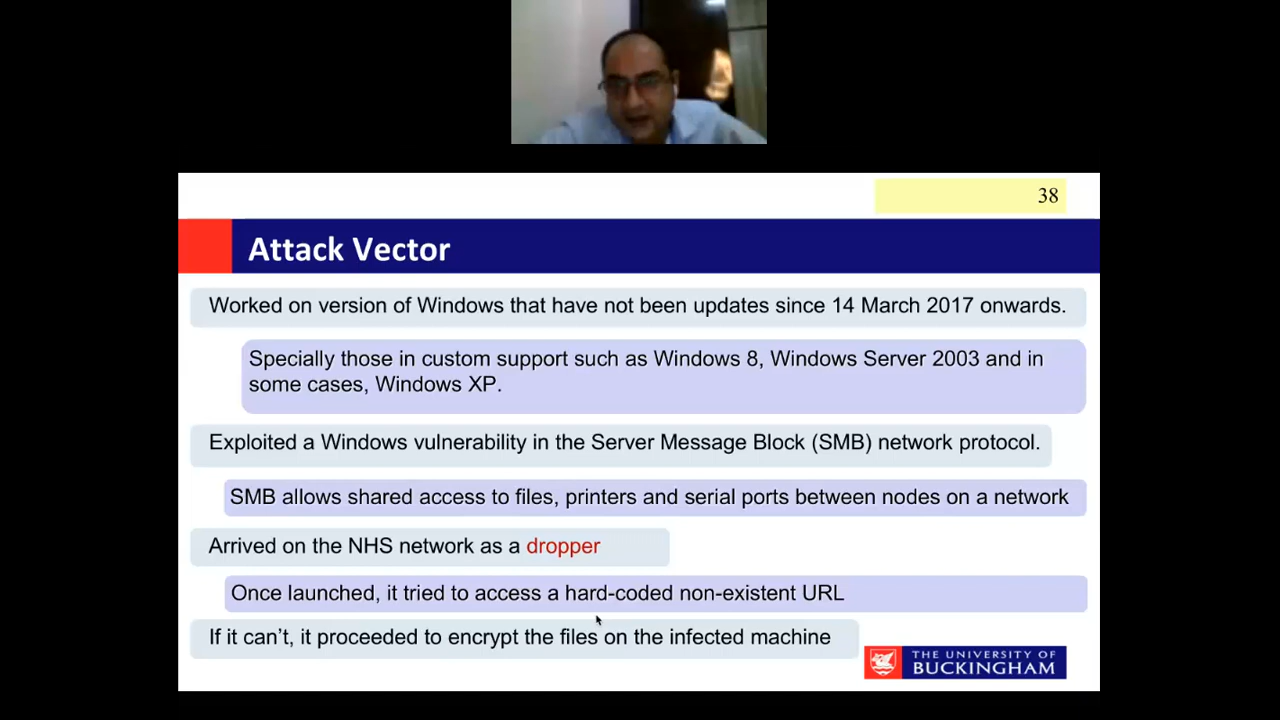 38
Attack Vector
Worked on version of Windows that have not been updates since 14 March 2017 onwards.
Specially those in custom support such as Windows 8, Windows Server 2003 and in
some cases, Windows XP.
Exploited a Windows vulnerability in the Server Message Block (SMB) network protocol.
SMB allows shared access to files, printers and serial ports between nodes on a network
Arrived on the NHS network as a dropper
Once launched, it tried to access a hard-coded non-existent URL
If it can’t, it proceeded to encrypt the files on the infected machine
THE UNIVERSITY OF
BUCKINGHAM